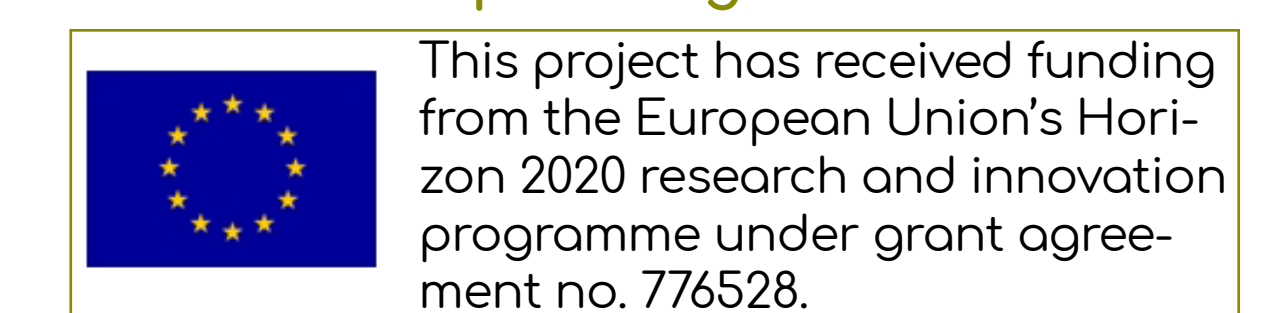 This project has received funding
from the European Union's Hori-
zon 2020 research and innovation
programme under grant agree-
ment no. 776528.